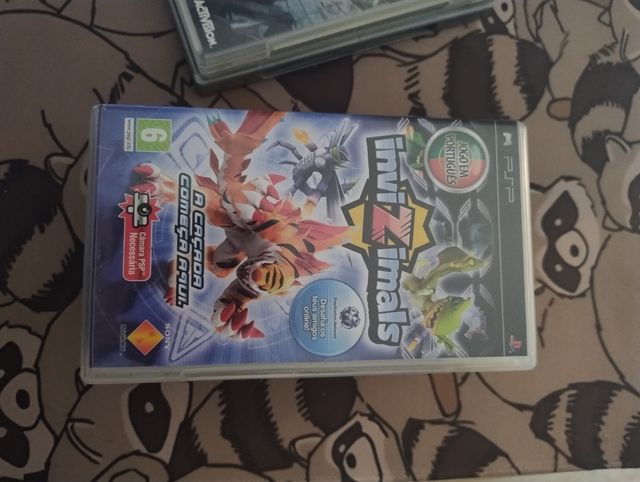 ACTIVISION
PSP
JOGO EM
PORTUGUÊS
inviZimals
Desafia os
teus amigos
online!
A CAÇADA
COMEÇA AQUI.
Câmara PSP™
Necessária
6
www.pegi.info
SONY